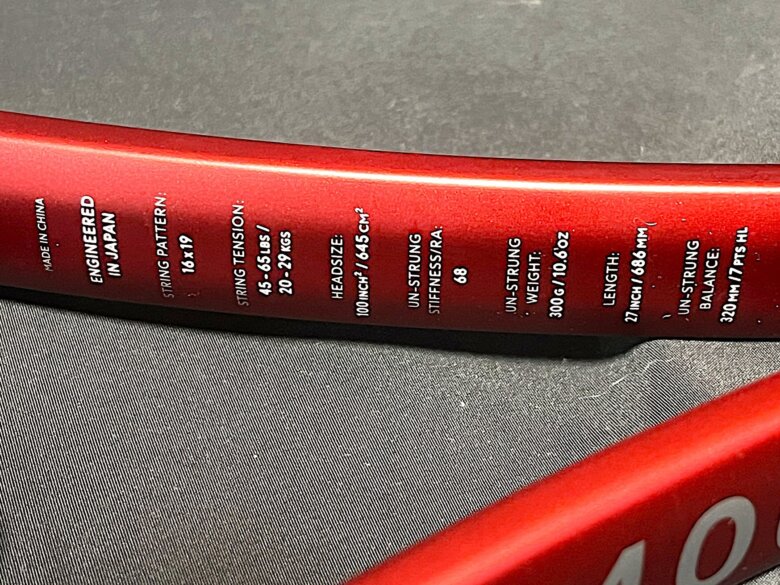 MADE IN CHINA
ENGINEERED
IN JAPAN
STRING PATTERN:
16 x 19
STRING TENSION:
45-65 LBS /
20 - 29 KGS
HEADSIZE:
100 INCH² / 645 CM²
UN-STRUNG
STIFFNESS/RA:
68
UN-STRUNG
WEIGHT:
300 G / 10,6 OZ
LENGTH:
27 INCH / 686 MM
UN-STRUNG
BALANCE:
320 MM / 7 PTS HL